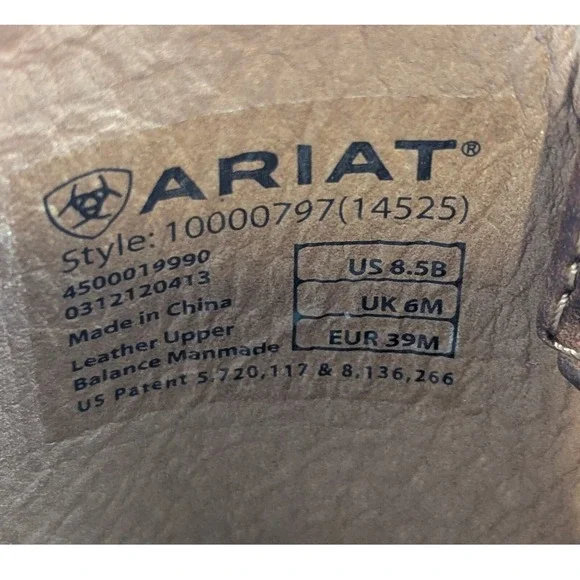 ARIAT®
Style: 10000797(14525)
4500019990
0312120413
Made in China
Leather Upper
Balance Manmade
US Patent 5,720,117 & 8,136,266
US 8.5B
UK 6M
EUR 39M